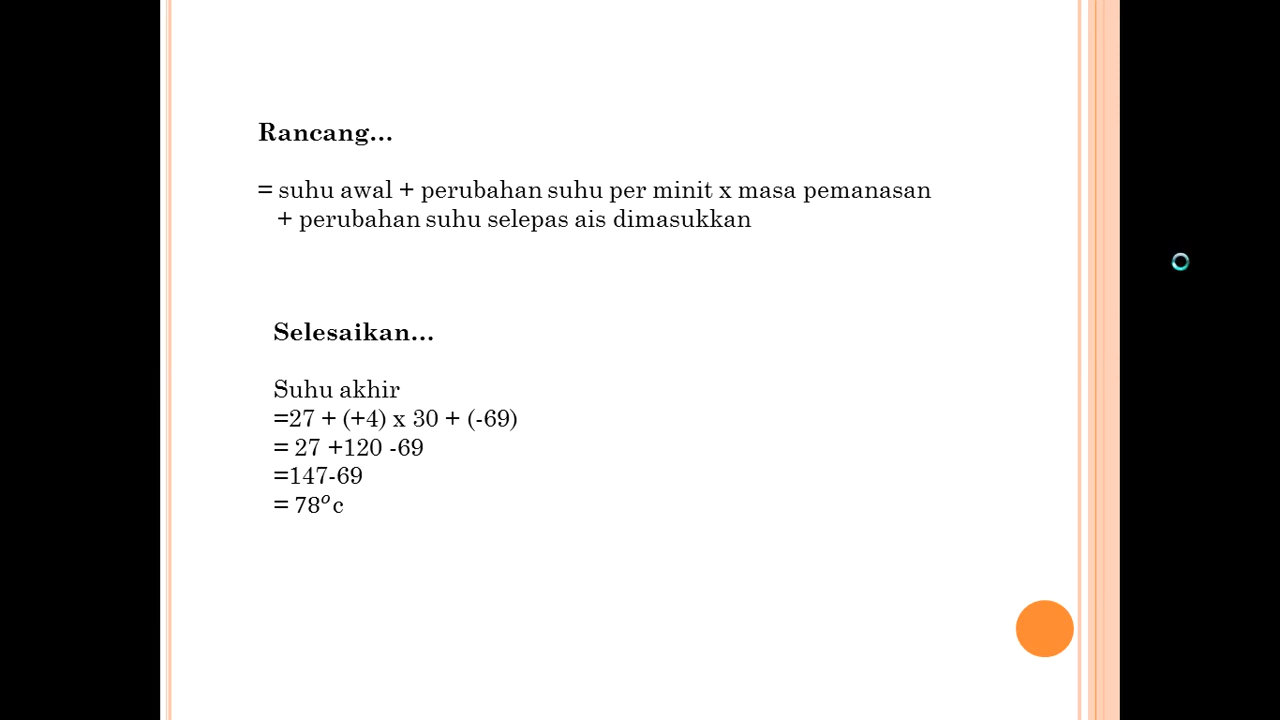 Rancang...
= suhu awal + perubahan suhu per minit x masa pemanasan
+ perubahan suhu selepas ais dimasukkan
Selesaikan...
Suhu akhir
=27 + (+4) x 30 + (-69)
= 27 +120 -69
=147-69
= 78ᵒc